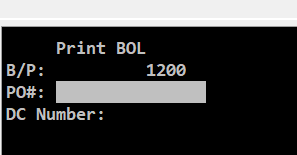 Print BOL
B/P: 1200
PO#:
DC Number: